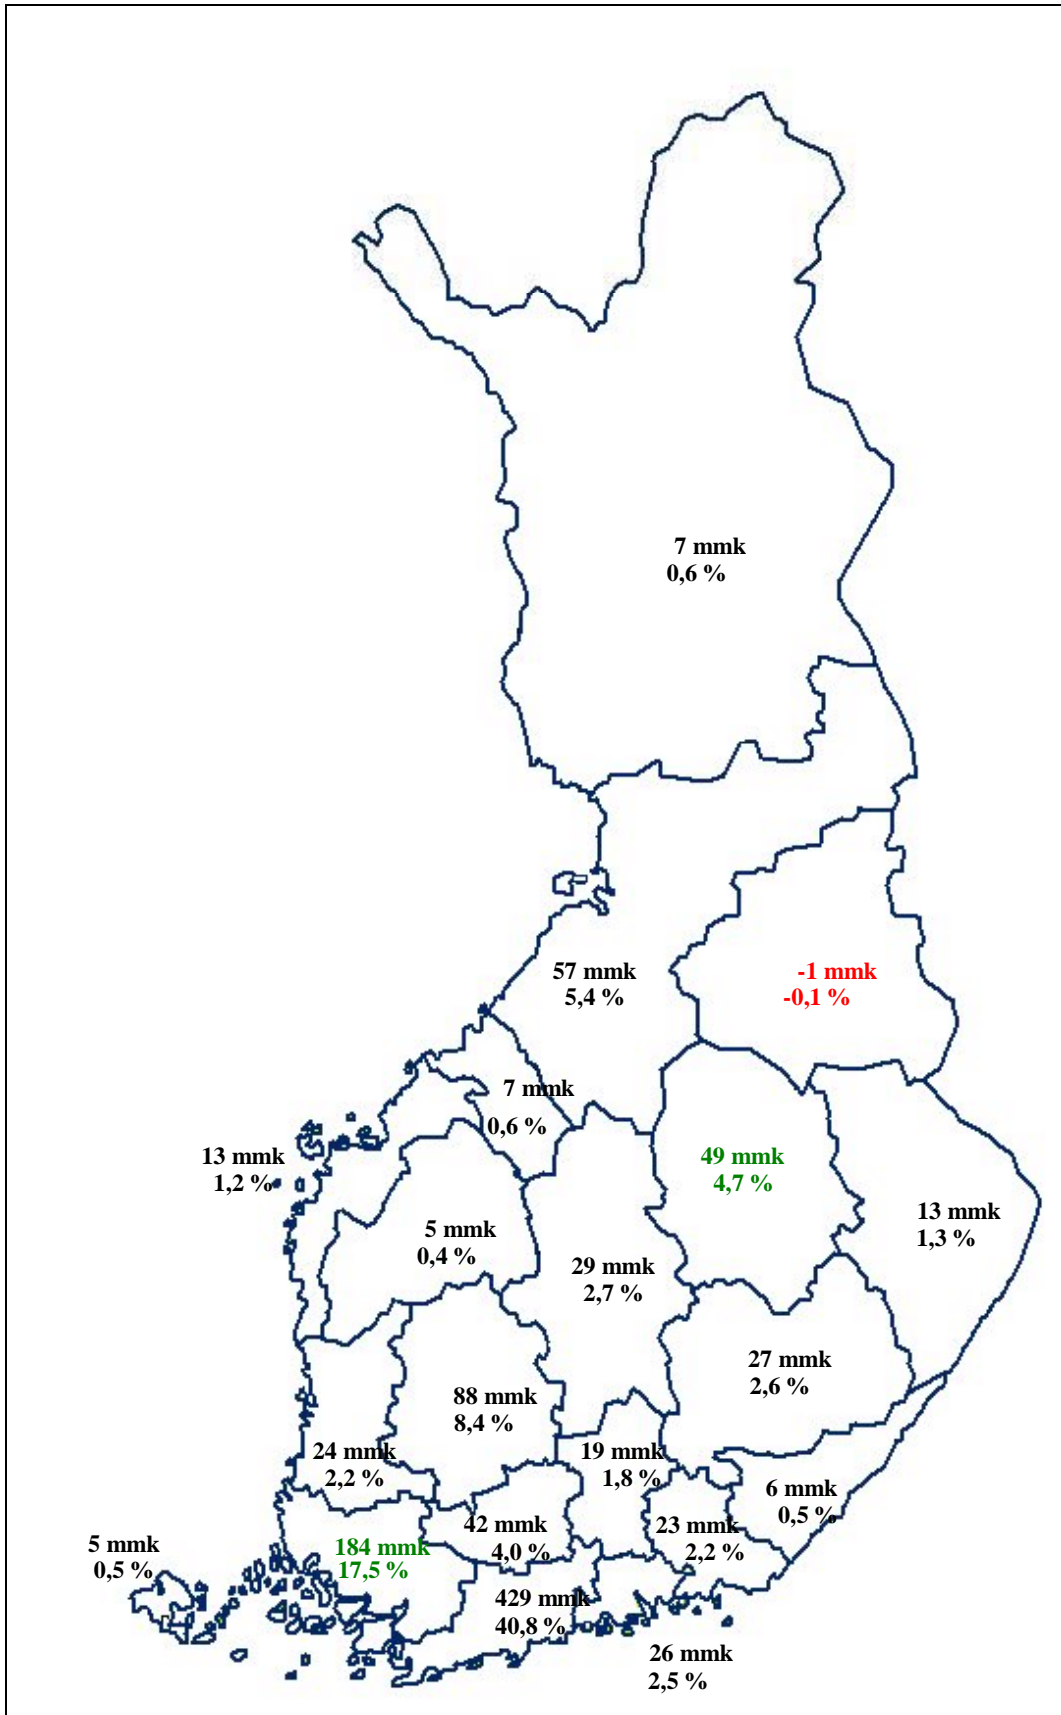 7 mmk
0,6 %
57 mmk
5,4 %
-1 mmk
-0,1 %
7 mmk
0,6 %
13 mmk
1,2 %
49 mmk
4,7 %
5 mmk
0,4 %
13 mmk
1,3 %
29 mmk
2,7 %
27 mmk
2,6 %
88 mmk
8,4 %
24 mmk
2,2 %
19 mmk
1,8 %
6 mmk
0,5 %
42 mmk
4,0 %
23 mmk
2,2 %
5 mmk
0,5 %
184 mmk
17,5 %
429 mmk
40,8 %
26 mmk
2,5 %